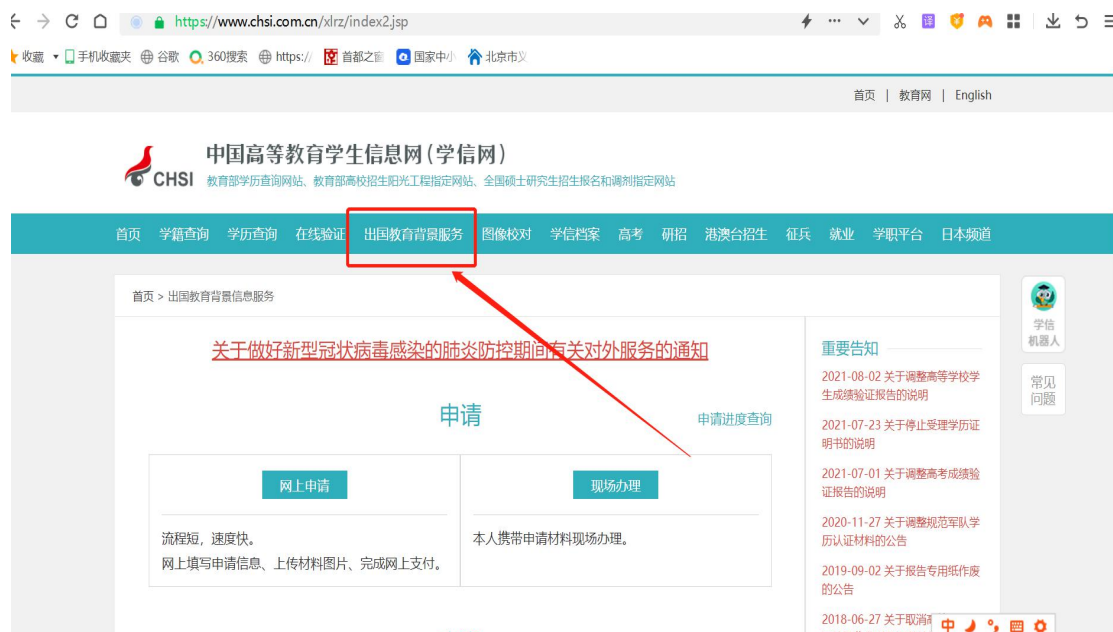 https://www.chsi.com.cn/xlrz/index2.jsp
收藏 手机收藏夹 谷歌 360搜索 https:// 首都之窗 国家中小 北京市义
首页 | 教育网 | English
中国高等教育学生信息网(学信网)
CHSI 教育部学历查询网站、教育部高校招生阳光工程指定网站、全国硕士研究生招生报名和调剂指定网站
首页 学籍查询 学历查询 在线验证 出国教育背景服务 图像校对 学信档案 高考 研招 港澳台招生 征兵 就业 学职平台 日本频道
首页 > 出国教育背景信息服务
关于做好新型冠状病毒感染的肺炎防控期间有关对外服务的通知
申请
申请进度查询
网上申请
流程短，速度快。
网上填写申请信息、上传材料图片、完成网上支付。
现场办理
本人携带申请材料现场办理。
重要告知
2021-08-02 关于调整高等学校学
生成绩验证报告的说明
2021-07-23 关于停止受理学历证
明书的说明
2021-07-01 关于调整高考成绩验
证报告的说明
2020-11-27 关于调整规范军队学
历认证材料的公告
2019-09-02 关于报告专用纸作废
的公告
2018-06-27 关于取消
学信
机器人
常见
问题
中